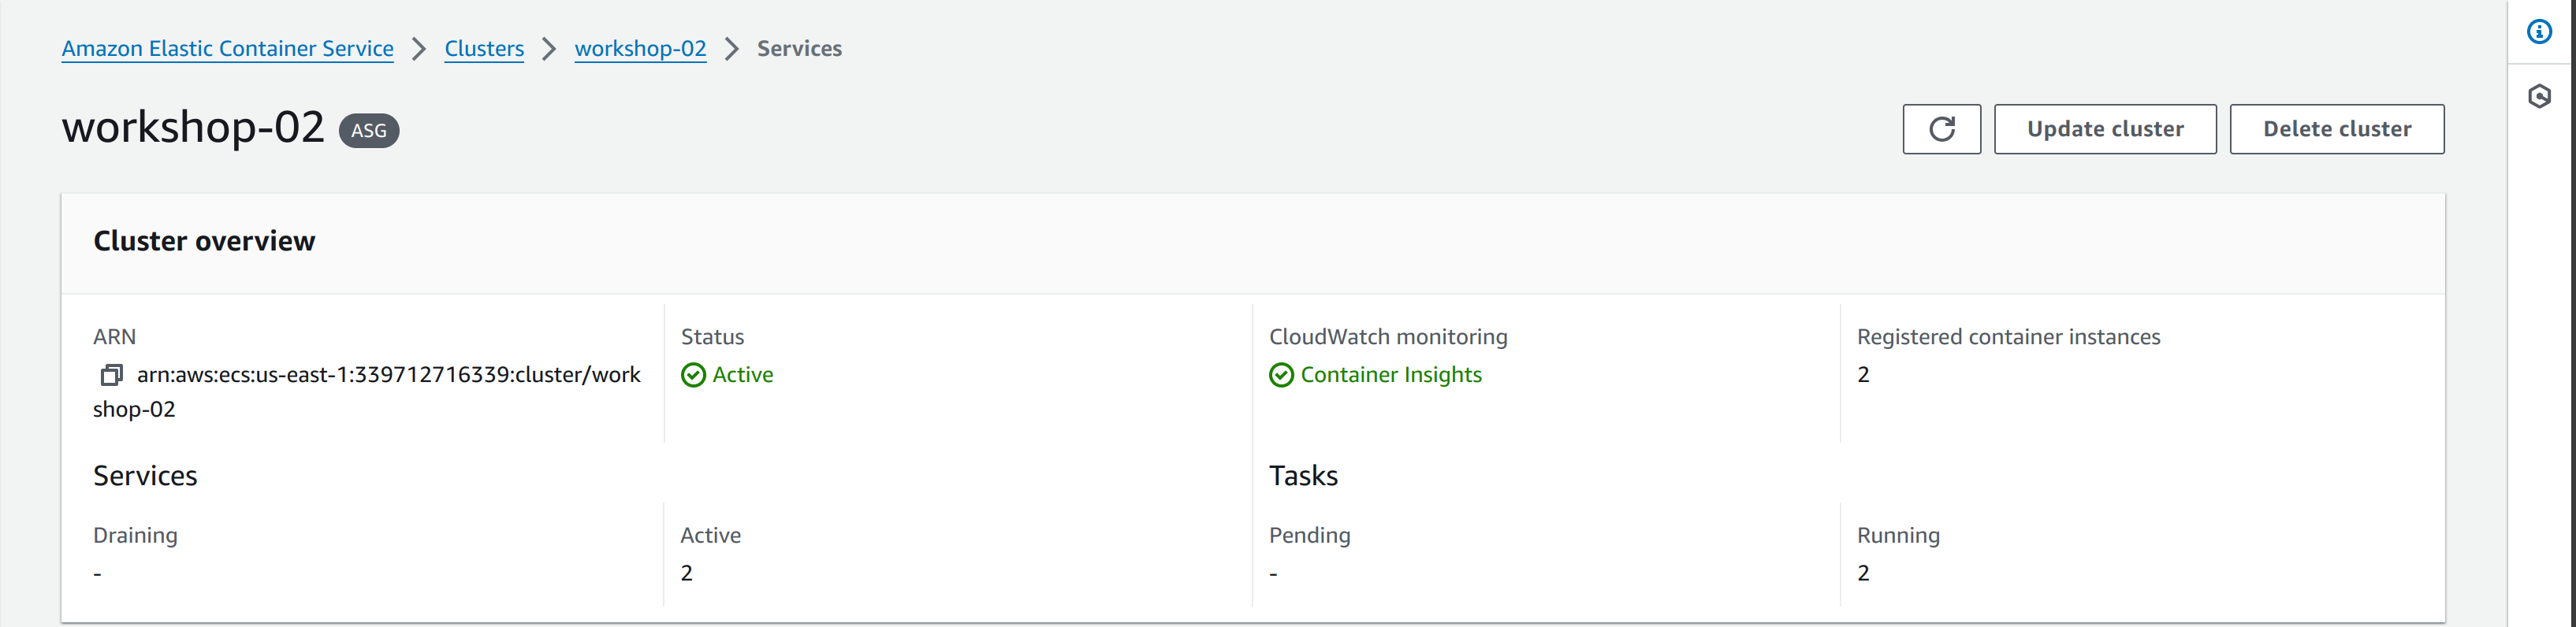 Amazon Elastic Container Service > Clusters > workshop-02 > Services
workshop-02 ASG
Update cluster
Delete cluster
Cluster overview
ARN
arn:aws:ecs:us-east-1:339712716339:cluster/work
shop-02
Status
Active
CloudWatch monitoring
Container Insights
Registered container instances
2
Services
Draining
-
Active
2
Tasks
Pending
-
Running
2